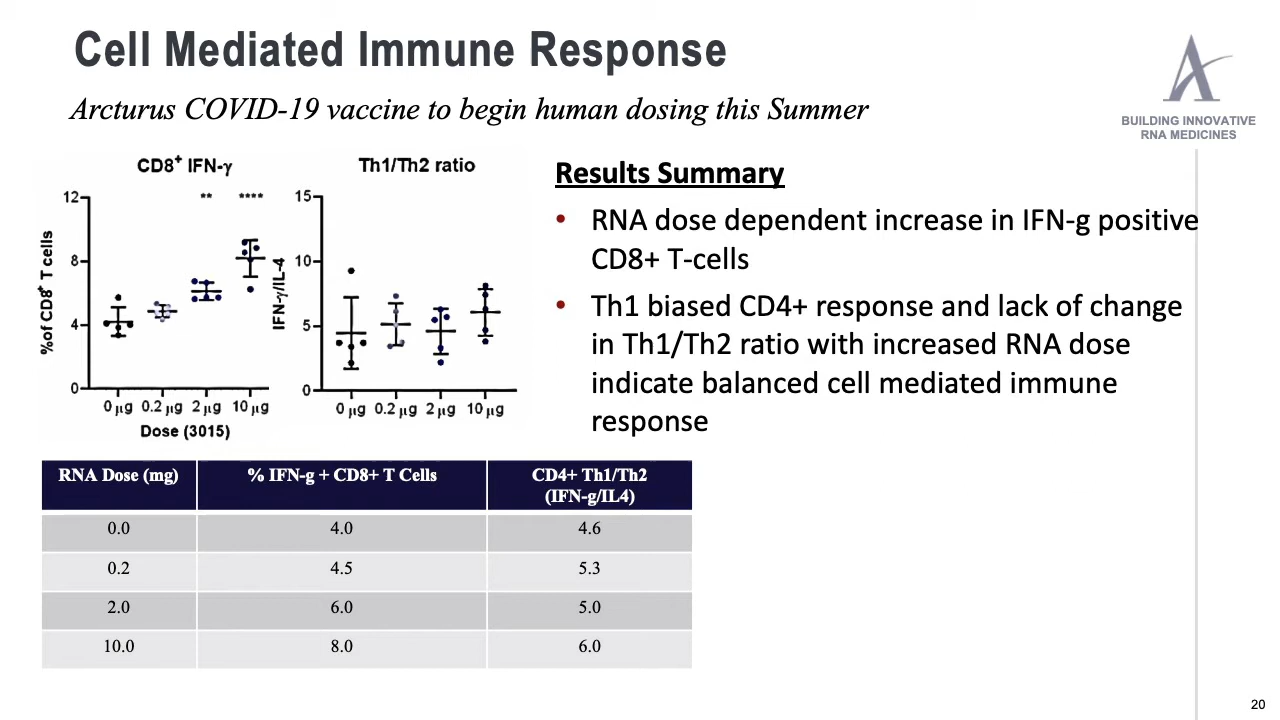 Cell Mediated Immune Response
Arcturus COVID-19 vaccine to begin human dosing this Summer
BUILDING INNOVATIVE
RNA MEDICINES
CD8⁺ IFN-γ
12
8
4
0
** ****
%of CD8⁺ T cells
0 μg 0.2 μg 2 μg 10 μg
Dose (3015)
Th1/Th2 ratio
15
10
5
0
IFN-γ/IL-4
0 μg 0.2 μg 2 μg 10 μg
Results Summary
• RNA dose dependent increase in IFN-g positive
CD8+ T-cells
• Th1 biased CD4+ response and lack of change
in Th1/Th2 ratio with increased RNA dose
indicate balanced cell mediated immune
response
RNA Dose (mg) % IFN-g + CD8+ T Cells CD4+ Th1/Th2
(IFN-g/IL4)
0.0 4.0 4.6
0.2 4.5 5.3
2.0 6.0 5.0
10.0 8.0 6.0
20